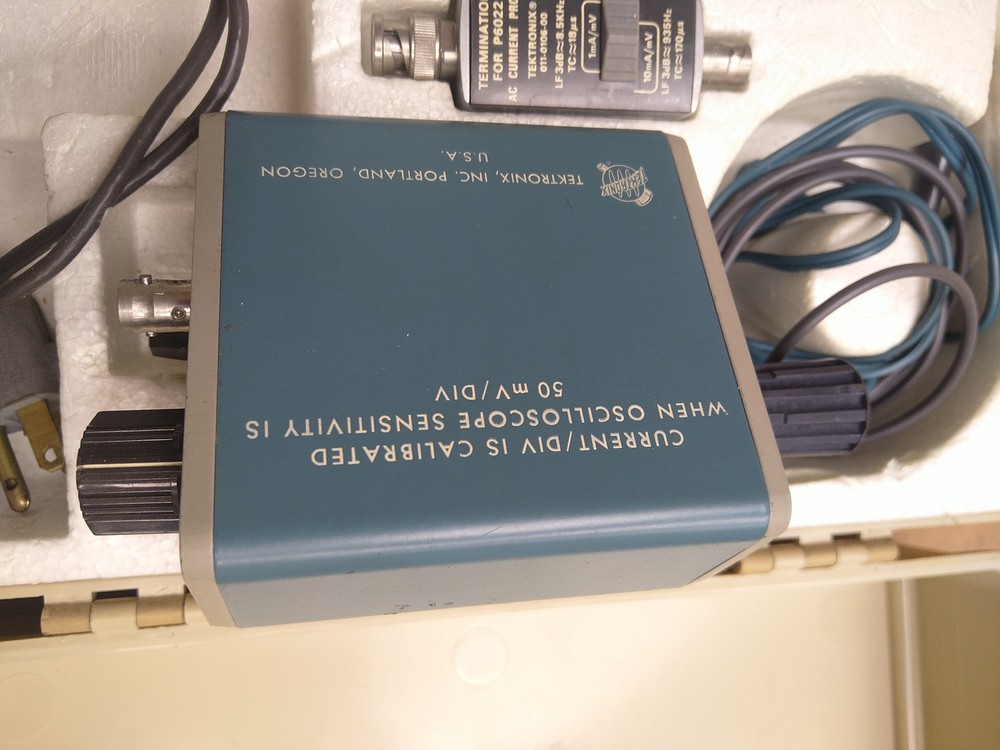 TERMINATION
FOR P6022
AC CURRENT PRO
TEKTRONIX®
011-0106-00
LF 3dB≈8.5KHz
TC≈18µs
1mA/mV
10mA/mV
LF 3dB≈935Hz
TC≈170µs
CURRENT/DIV IS CALIBRATED
WHEN OSCILLOSCOPE SENSITIVITY IS
50 mV/DIV
TEKTRONIX
TEKTRONIX, INC. PORTLAND, OREGON
U.S.A.